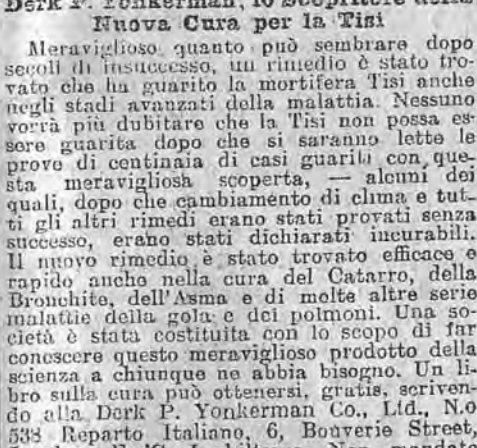 Derk P. Yonkerman, lo Scopritore della
Nuova Cura per la Tisi
Meraviglioso quanto può sembrare dopo
secoli di insuccesso, un rimedio è stato tro-
vato che ha guarito la mortifera Tisi anche
negli stadi avanzati della malattia. Nessuno
vorrà più dubitare che la Tisi non possa es-
sere guarita dopo che si saranno lette le
prove di centinaia di casi guariti con que-
sta meravigliosa scoperta, — alcuni dei
quali, dopo che cambiamento di clima e tut-
ti gli altri rimedi erano stati provati senza
successo, erano stati dichiarati incurabili.
Il nuovo rimedio è stato trovato efficace e
rapido anche nella cura del Catarro, della
Bronchite, dell'Asma e di molte altre serie
malattie della gola e dei polmoni. Una so-
cietà è stata costituita con lo scopo di far
conoscere questo meraviglioso prodotto della
scienza a chiunque ne abbia bisogno. Un li-
bro sulla cura può ottenersi, gratis, scriven-
do alla Derk P. Yonkerman Co., Ltd., N.o
538 Reparto Italiano, 6, Bouverie Street,
Non mandate